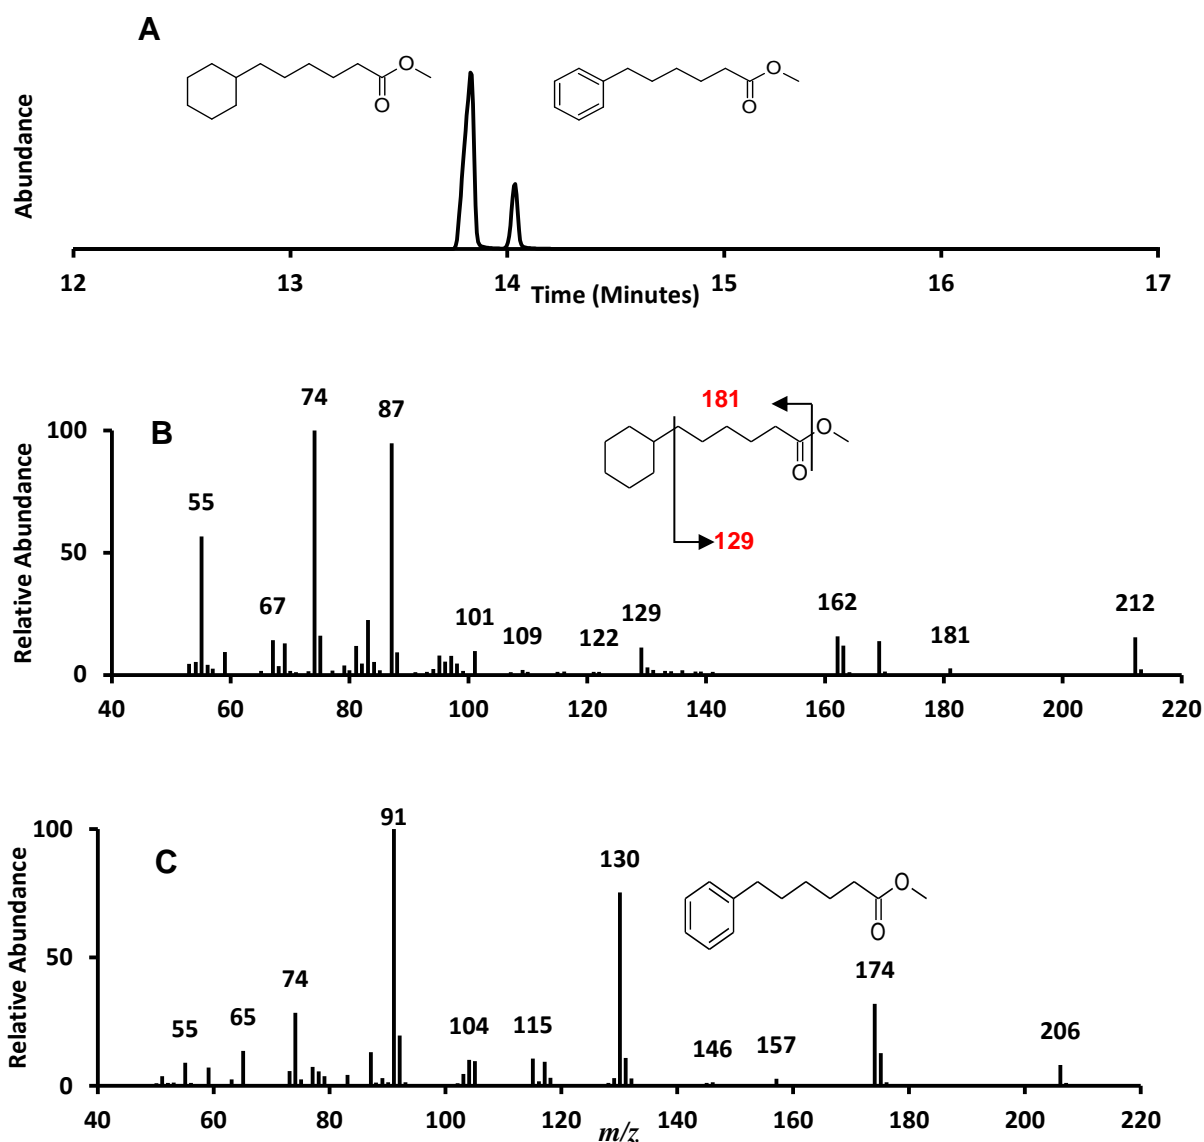 A
O
O
O
O
Abundance
12 13 14 15 16 17
Time (Minutes)
B
74
87
55
67
101
109
122
129
162
181
212
181
O
O
129
100
50
0
Relative Abundance
40 60 80 100 120 140 160 180 200 220
C
91
130
74
55
65
104
115
146
157
174
206
O
O
100
50
0
Relative Abundance
40 60 80 100 120 140 160 180 200 220
m/z